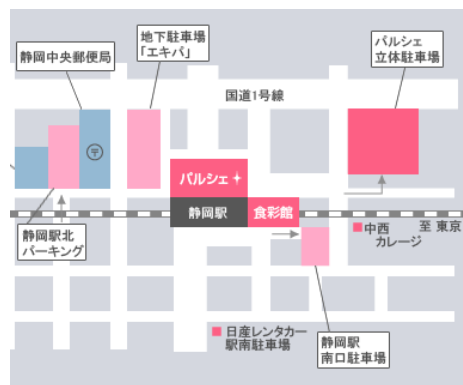 地下駐車場
「エキパ」
パルシェ
立体駐車場
静岡中央郵便局
国道1号線
〒
パルシェ
静岡駅
食彩館
中西
カレージ
至 東京
静岡駅北
パーキング
静岡駅
南口駐車場
日産レンタカー
駅南駐車場